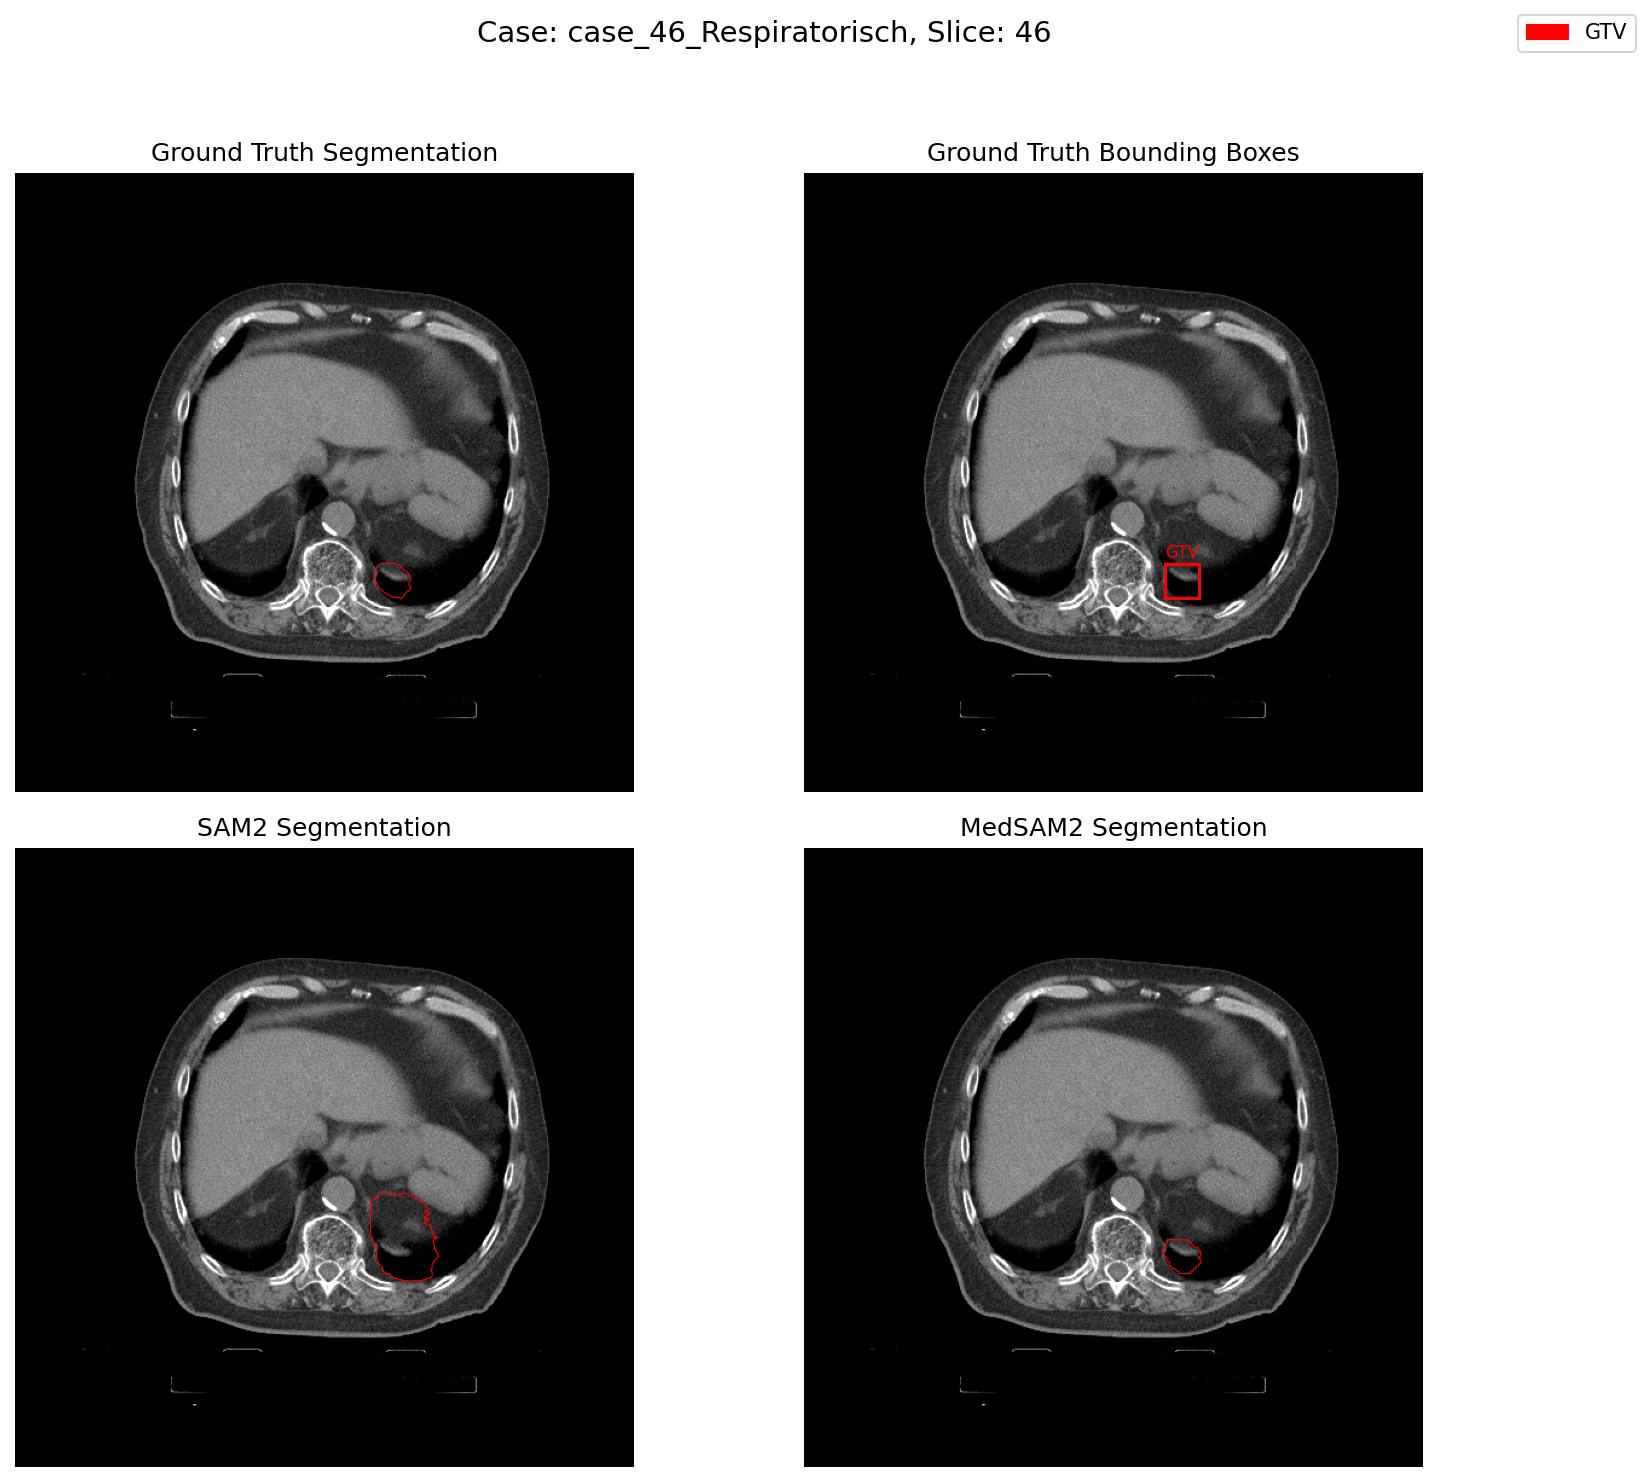 Case: case_46_Respiratorisch, Slice: 46
GTV
Ground Truth Segmentation
Ground Truth Bounding Boxes
GTV
SAM2 Segmentation
MedSAM2 Segmentation